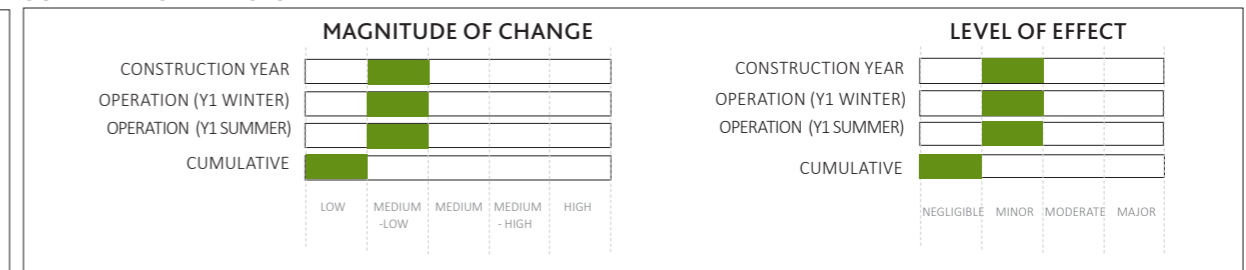 MAGNITUDE OF CHANGE
CONSTRUCTION YEAR
OPERATION (Y1 WINTER)
OPERATION (Y1 SUMMER)
CUMULATIVE
LOW
MEDIUM
-LOW
MEDIUM
MEDIUM
- HIGH
HIGH
LEVEL OF EFFECT
CONSTRUCTION YEAR
OPERATION (Y1 WINTER)
OPERATION (Y1 SUMMER)
CUMULATIVE
NEGLIGIBLE
MINOR
MODERATE
MAJOR